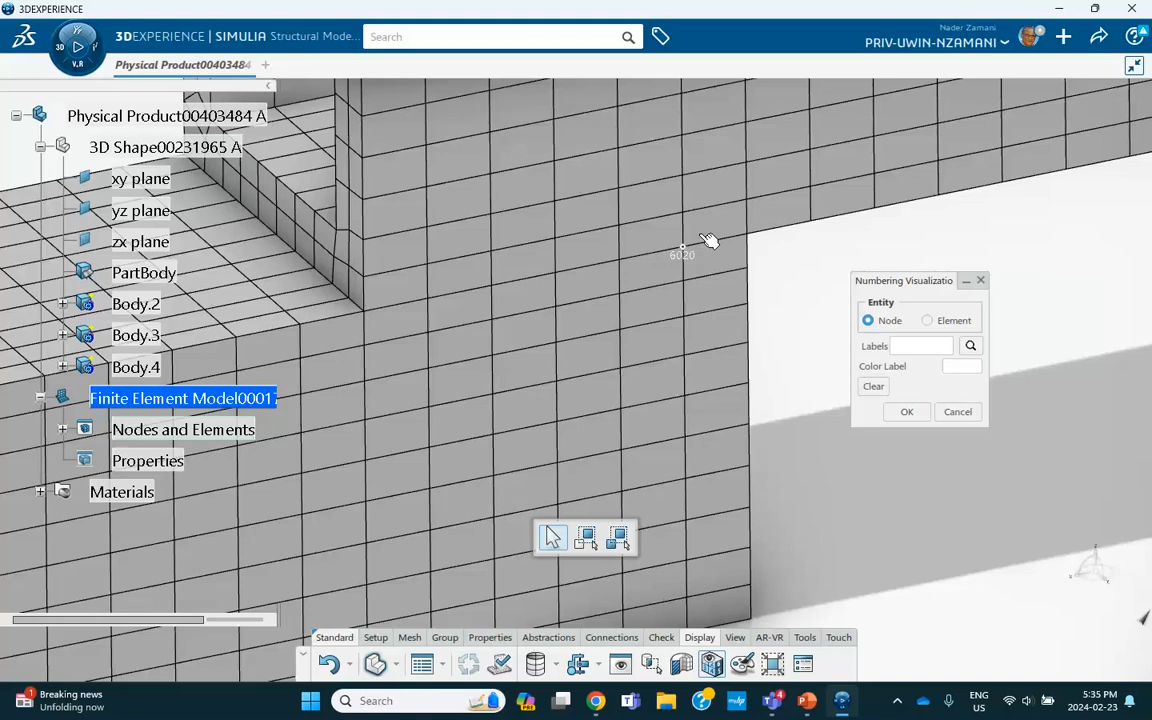 3DEXPERIENCE
3DEXPERIENCE | SIMULIA Structural Mode...
Search
Nader Zamani
PRIV-UWIN-NZAMANI
3D
V.R
Physical Product00403484
Physical Product00403484 A
3D Shape00231965 A
xy plane
yz plane
zx plane
PartBody
Body.2
Body.3
Body.4
Finite Element Model0001
Nodes and Elements
Properties
Materials
6020
Numbering Visualizatio
Entity
Node
Element
Labels
Color Label
Clear
OK
Cancel
Standard
Setup
Mesh
Group
Properties
Abstractions
Connections
Check
Display
View
AR-VR
Tools
Touch
1
Breaking news
Unfolding now
Search
4
ENG
US
5:35 PM
2024-02-23